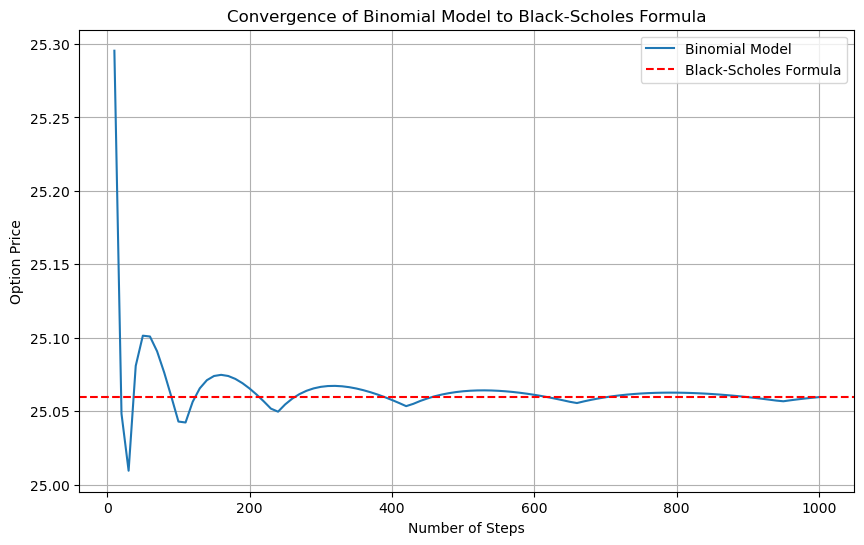 Convergence of Binomial Model to Black-Scholes Formula
Binomial Model
Black-Scholes Formula
Option Price
25.30
25.25
25.20
25.15
25.10
25.05
25.00
0 200 400 600 800 1000
Number of Steps